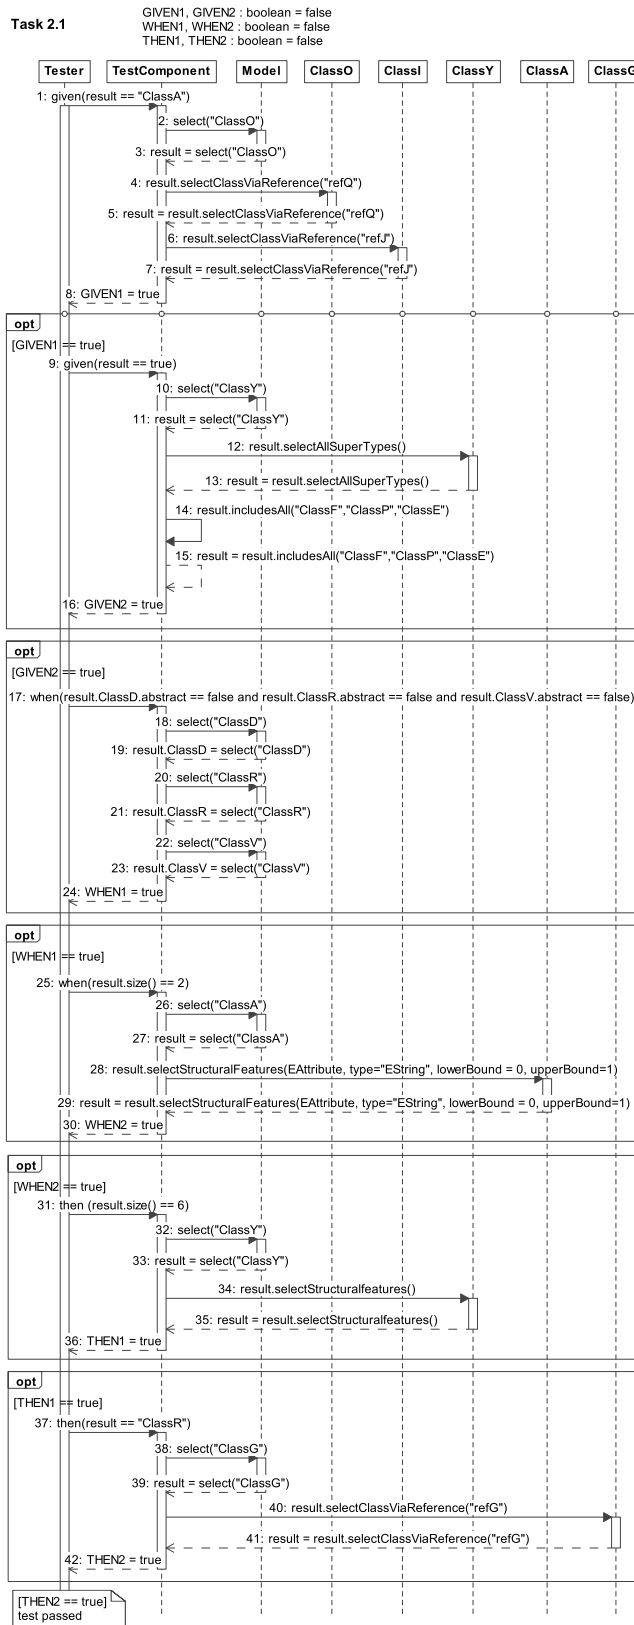 Task 2.1
GIVEN1, GIVEN2 : boolean = false
WHEN1, WHEN2 : boolean = false
THEN1, THEN2 : boolean = false
Tester TestComponent Model ClassO ClassI ClassY ClassA ClassG
1: given(result == "ClassA")
2: select("ClassO")
3: result = select("ClassO")
4: result.selectClassViaReference("refQ")
5: result = result.selectClassViaReference("refQ")
6: result.selectClassViaReference("refJ")
7: result = result.selectClassViaReference("refJ")
8: GIVEN1 = true
opt
[GIVEN1 == true]
9: given(result == true)
10: select("ClassY")
11: result = select("ClassY")
12: result.selectAllSuperTypes()
13: result = result.selectAllSuperTypes()
14: result.includesAll("ClassF","ClassP","ClassE")
15: result = result.includesAll("ClassF","ClassP","ClassE")
16: GIVEN2 = true
opt
[GIVEN2 == true]
17: when(result.ClassD.abstract == false and result.ClassR.abstract == false and result.ClassV.abstract == false)
18: select("ClassD")
19: result.ClassD = select("ClassD")
20: select("ClassR")
21: result.ClassR = select("ClassR")
22: select("ClassV")
23: result.ClassV = select("ClassV")
24: WHEN1 = true
opt
[WHEN1 == true]
25: when(result.size() == 2)
26: select("ClassA")
27: result = select("ClassA")
28: result.selectStructuralFeatures(EAttribute, type="EString", lowerBound = 0, upperBound=1)
29: result = result.selectStructuralFeatures(EAttribute, type="EString", lowerBound = 0, upperBound=1)
30: WHEN2 = true
opt
[WHEN2 == true]
31: then (result.size() == 6)
32: select("ClassY")
33: result = select("ClassY")
34: result.selectStructuralfeatures()
35: result = result.selectStructuralfeatures()
36: THEN1 = true
opt
[THEN1 == true]
37: then(result == "ClassR")
38: select("ClassG")
39: result = select("ClassG")
40: result.selectClassViaReference("refG")
41: result = result.selectClassViaReference("refG")
42: THEN2 = true
[THEN2 == true]
test passed